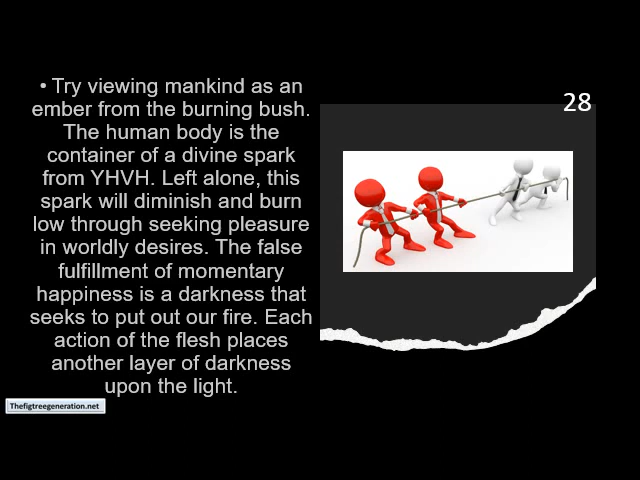 28
• Try viewing mankind as an
ember from the burning bush.
The human body is the
container of a divine spark
from YHVH. Left alone, this
spark will diminish and burn
low through seeking pleasure
in worldly desires. The false
fulfillment of momentary
happiness is a darkness that
seeks to put out our fire. Each
action of the flesh places
another layer of darkness
upon the light.
Thefigtreegeneration.net